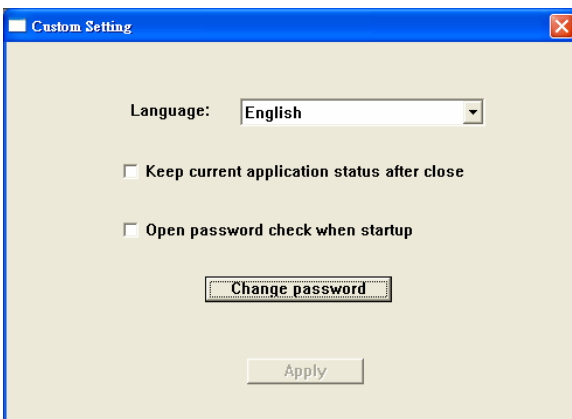 Custom Setting
Language: English
Keep current application status after close
Open password check when startup
Change password
Apply